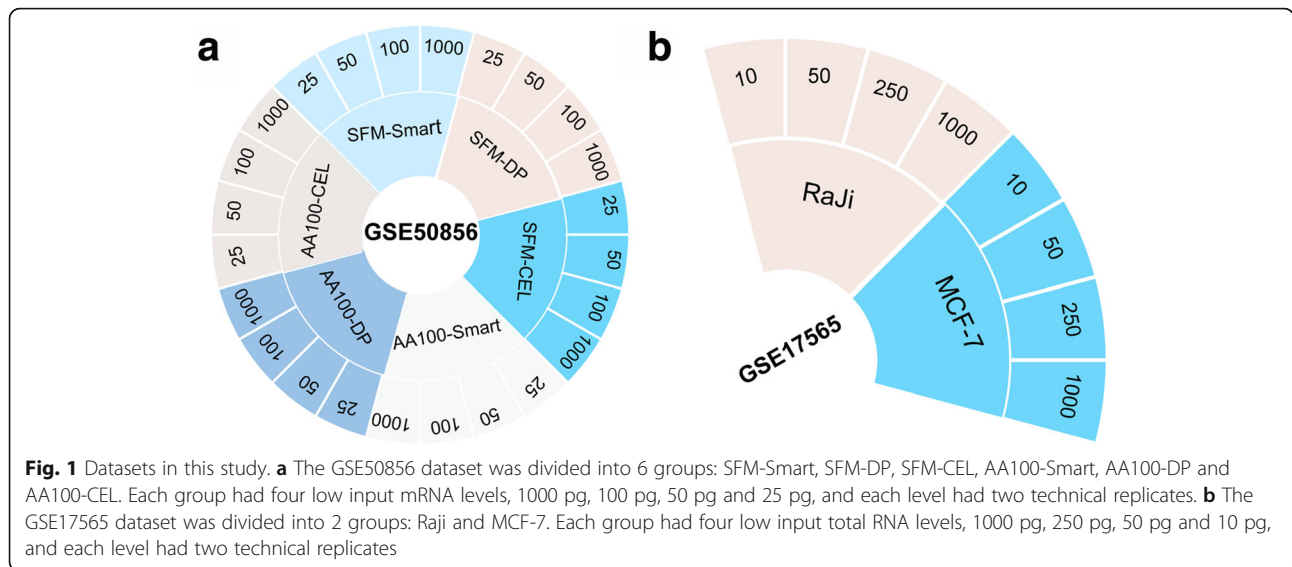 a
25
50
100
1000
25
50
100
1000
25
50
100
1000
25
50
100
1000
25
50
100
1000
25
50
100
1000
SFM-Smart
SFM-DP
SFM-CEL
AA100-Smart
AA100-DP
AA100-CEL
GSE50856
b
10
50
250
1000
10
50
250
1000
RaJi
MCF-7
GSE17565
Fig. 1 Datasets in this study. a The GSE50856 dataset was divided into 6 groups: SFM-Smart, SFM-DP, SFM-CEL, AA100-Smart, AA100-DP and
AA100-CEL. Each group had four low input mRNA levels, 1000 pg, 100 pg, 50 pg and 25 pg, and each level had two technical replicates. b The
GSE17565 dataset was divided into 2 groups: Raji and MCF-7. Each group had four low input total RNA levels, 1000 pg, 250 pg, 50 pg and 10 pg,
and each level had two technical replicates